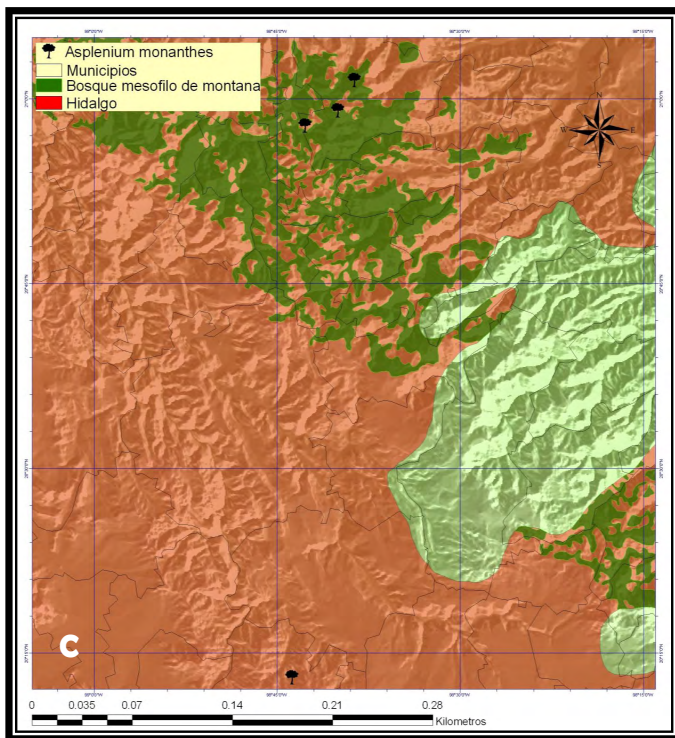 Asplenium monanthes
Municipios
Bosque mesofilo de montana
Hidalgo
N
W E
S
C
0 0.035 0.07 0.14 0.21 0.28
Kilometros